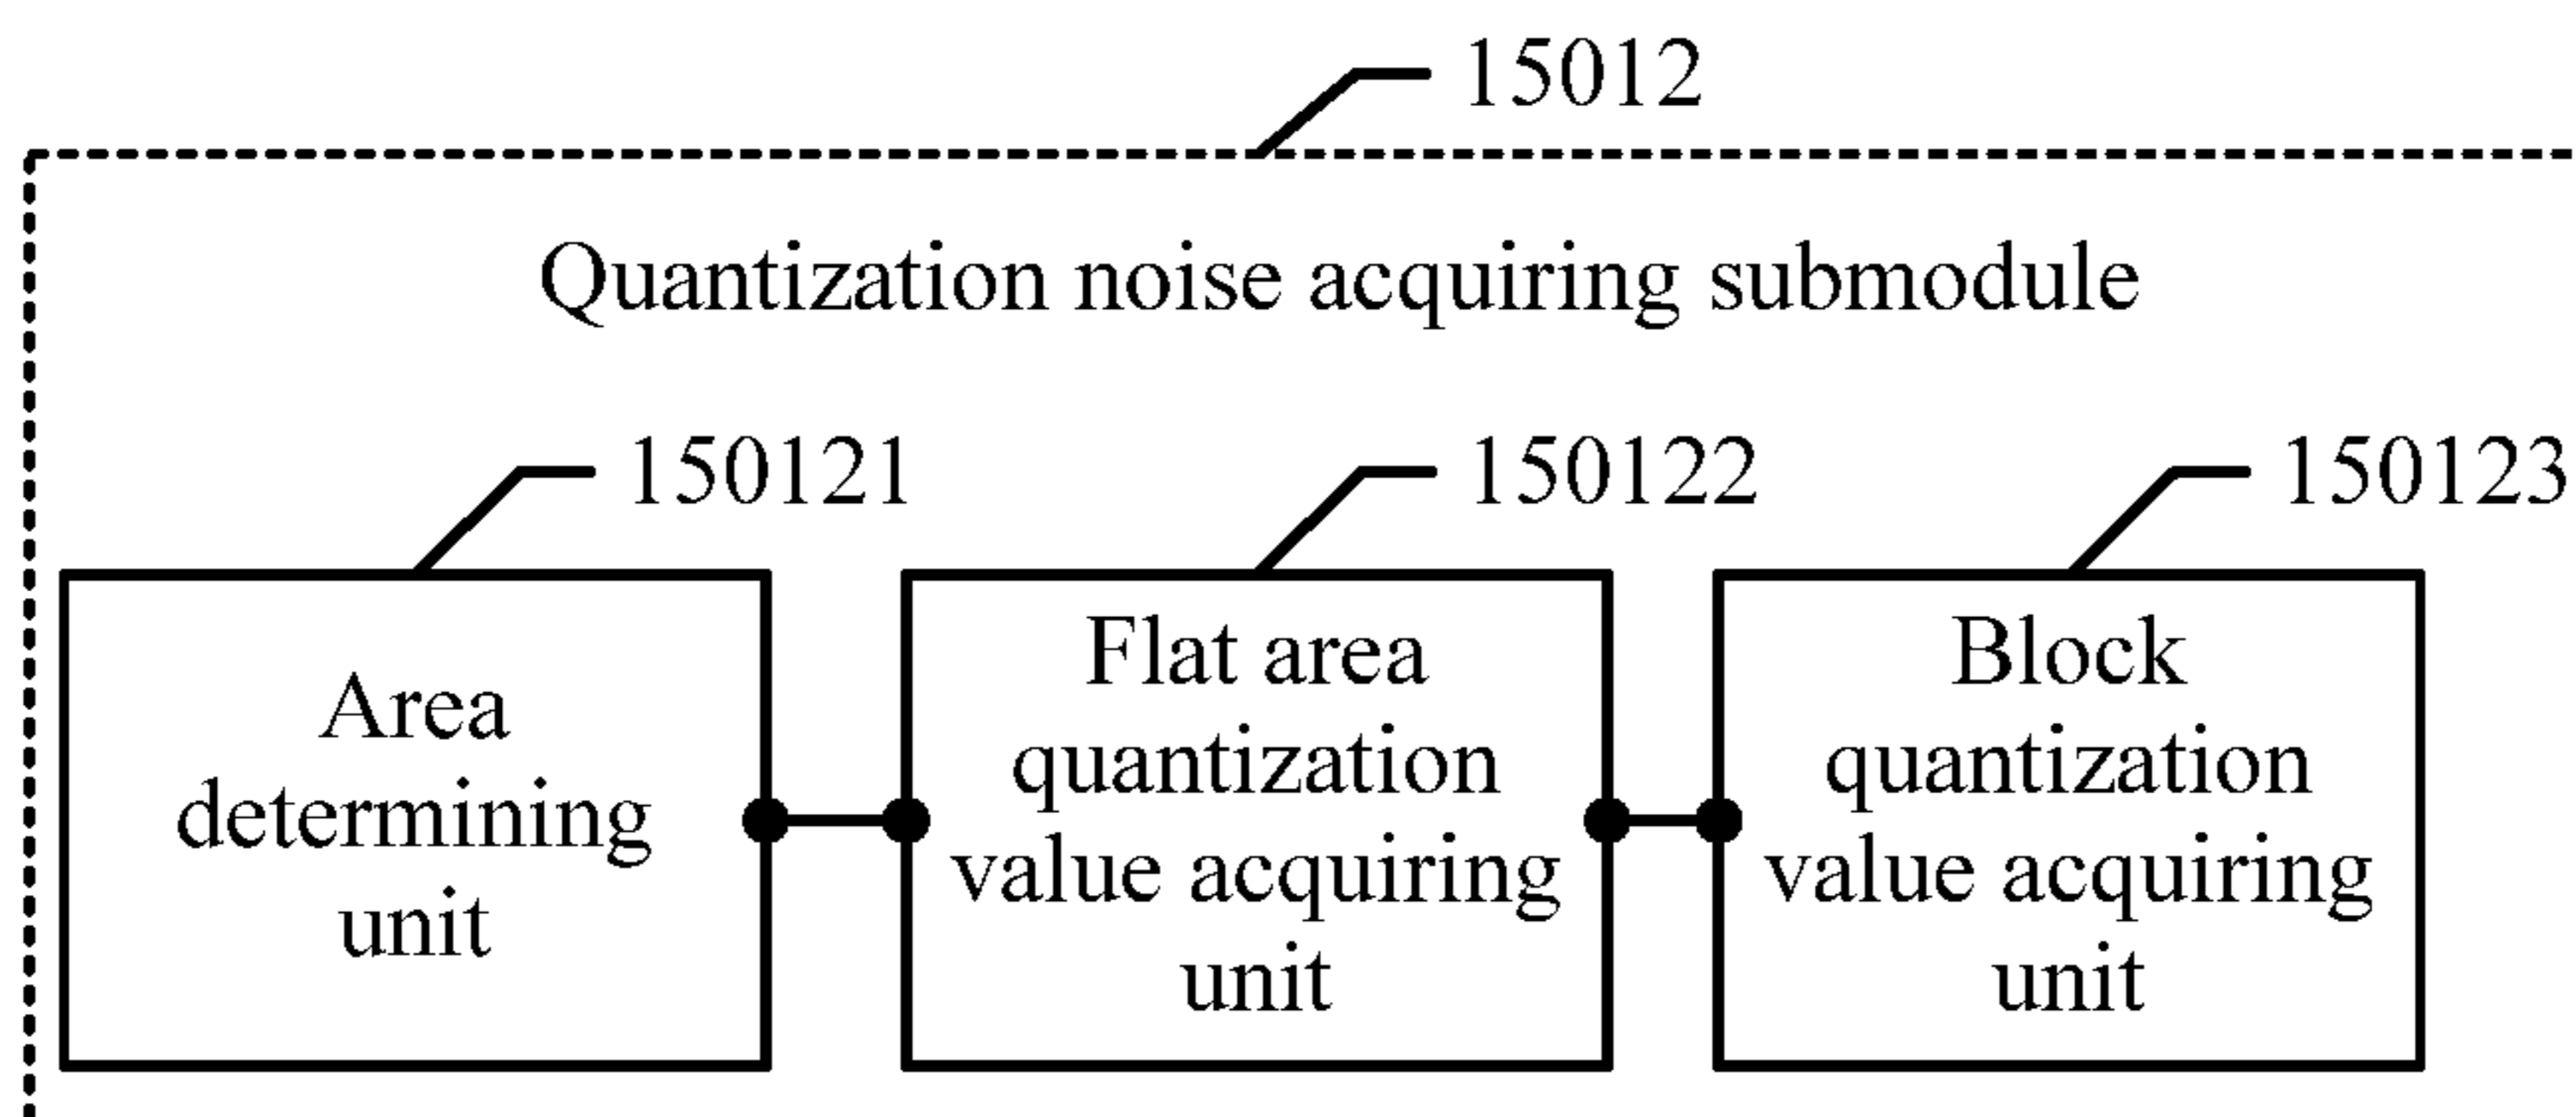 15012
Quantization noise acquiring submodule
150121
150122
150123
Area
determining
unit
Flat area
quantization
value acquiring
unit
Block
quantization
value acquiring
unit